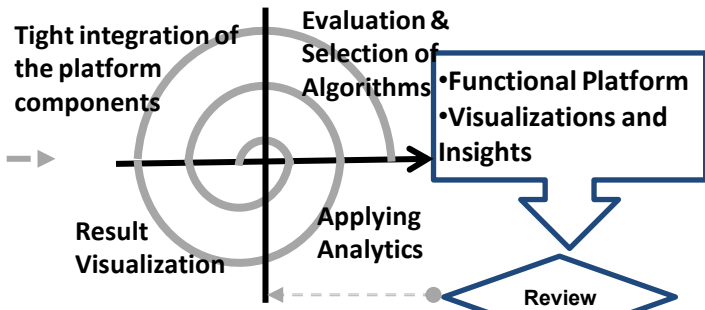 Tight integration of
the platform
components
Evaluation &
Selection of
Algorithms
•Functional Platform
•Visualizations and
Insights
Result
Visualization
Applying
Analytics
Review